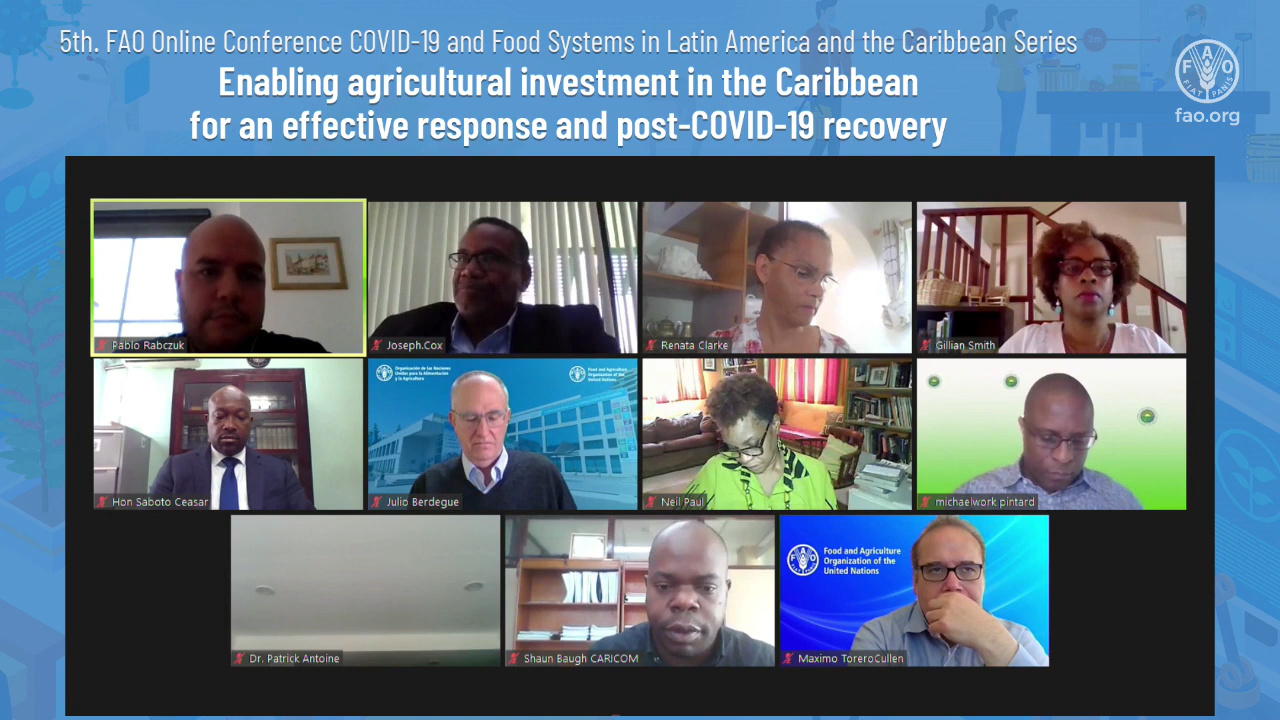 5th. FAO Online Conference COVID-19 and Food Systems in Latin America and the Caribbean Series
Enabling agricultural investment in the Caribbean
for an effective response and post-COVID-19 recovery
F A O
FIAT PANIS
fao.org
Pablo Rabczuk
Joseph.Cox
Renata Clarke
Gillian Smith
Hon Saboto Ceasar
Organización de las Naciones
Unidas para la Alimentación
y la Agricultura
Food and Agriculture
Organization of the
United Nations
Julio Berdegue
Neil Paul
michaelwork pintard
Dr. Patrick Antoine
Shaun Baugh CARICOM
F A O
Food and Agriculture
Organization of the
United Nations
Maximo ToreroCullen